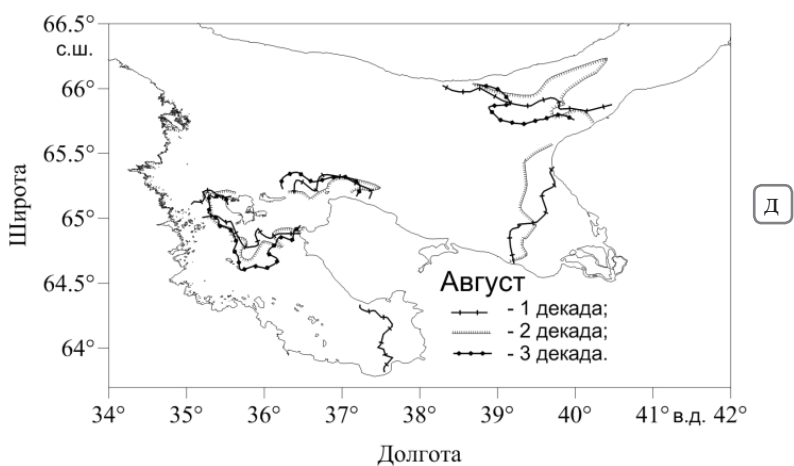 66.5°
с.ш.
66°
65.5°
65°
64.5°
64°
Широта
Август
- 1 декада;
- 2 декада;
- 3 декада.
34° 35° 36° 37° 38° 39° 40° 41° в.д. 42°
Долгота
д